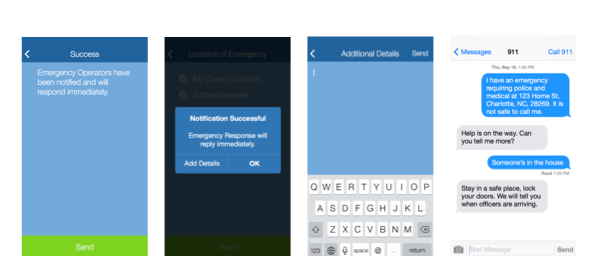 Success
Emergency Operators have
been notified and will
respond immediately.
Send
Location of Emergency
My Current Location
Somewhere else
Notification Successful
Emergency Response will
reply immediately.
Add Details
OK
Send
Additional Details
Send
Q W E R T Y U I O P
A S D F G H J K L
Z X C V B N M
123
space
@
.
return
Messages
911
Call 911
Thu, Sep 18, 1:26 PM
I have an emergency
requiring police and
medical at 123 Home St,
Charlotte, NC, 28269. It is
not safe to call me.
Help is on the way. Can
you tell me more?
Someone's in the house
Read 1:26 PM
Stay in a safe place, lock
your doors. We will tell you
when officers are arriving.
Text Message
Send